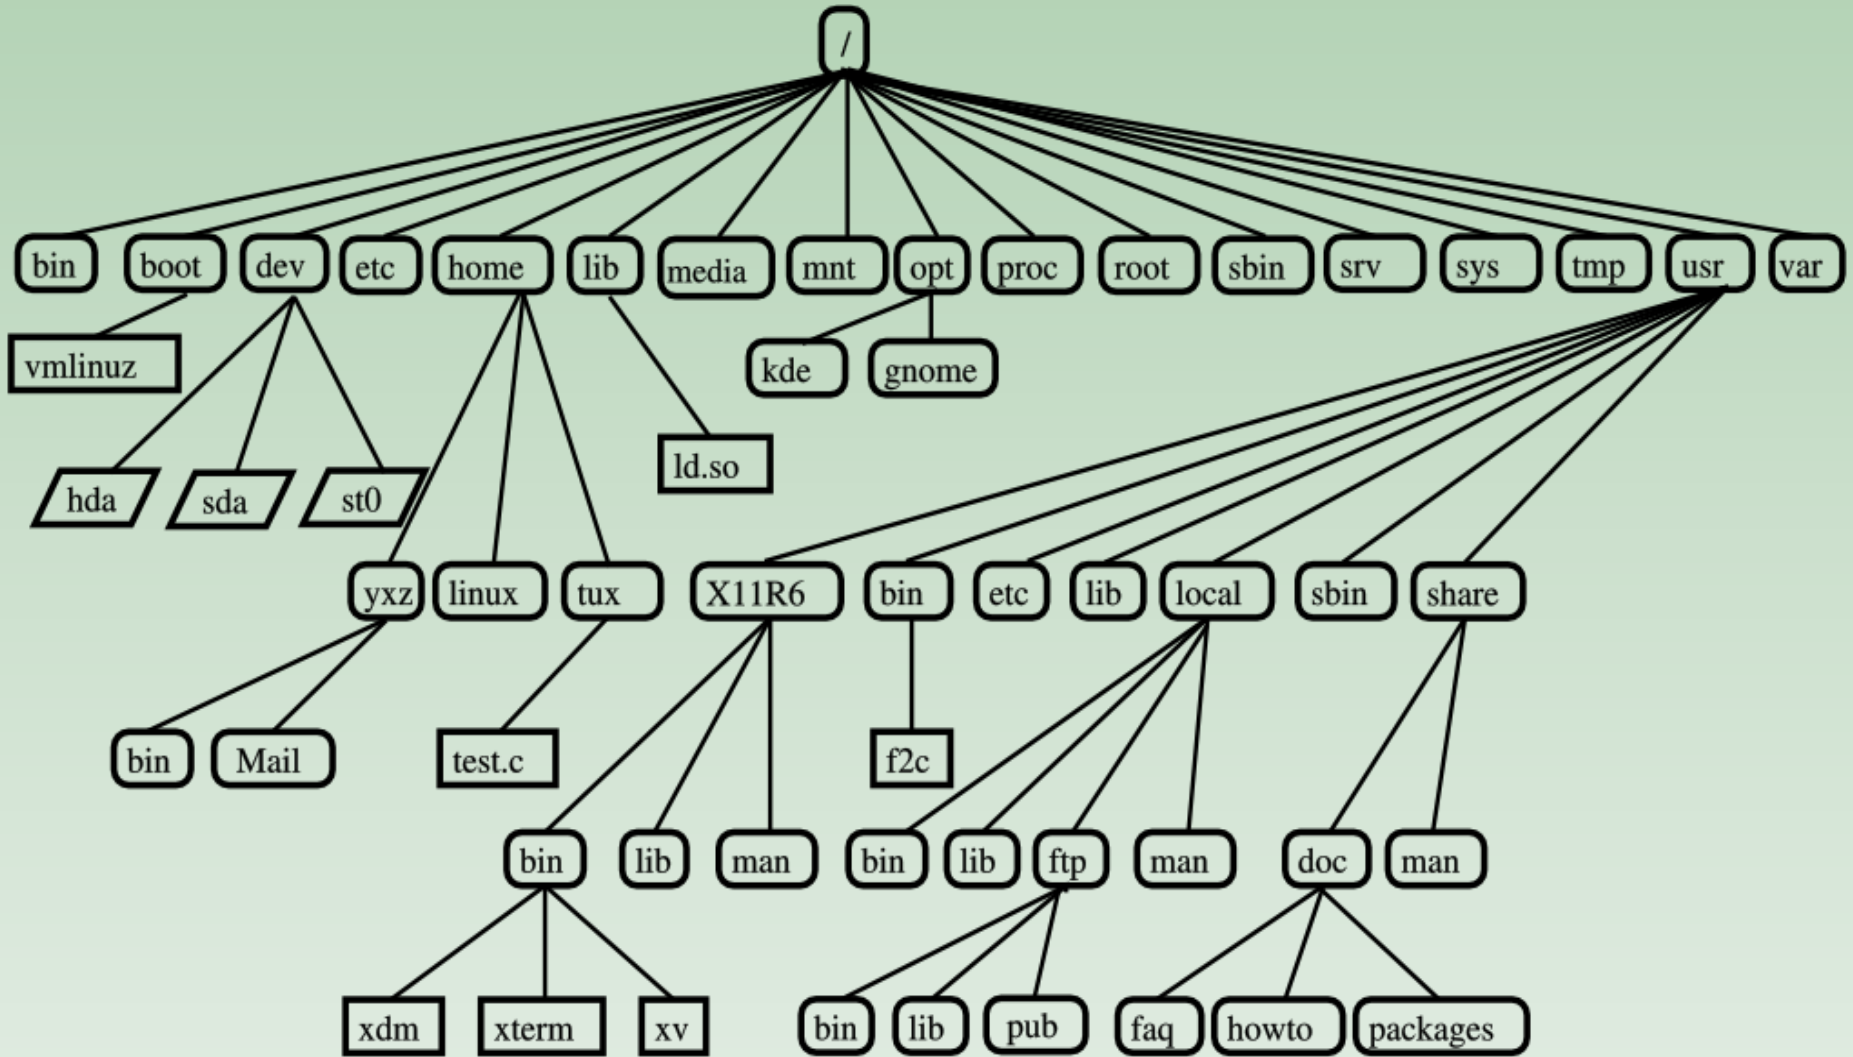 /
bin boot dev etc home lib media mnt opt proc root sbin srv sys tmp usr var
vmlinuz kde gnome
ld.so
hda sda st0
yxz linux tux X11R6 bin etc lib local sbin share
bin Mail test.c f2c
bin lib man bin lib ftp man doc man
xdm xterm xv bin lib pub faq howto packages